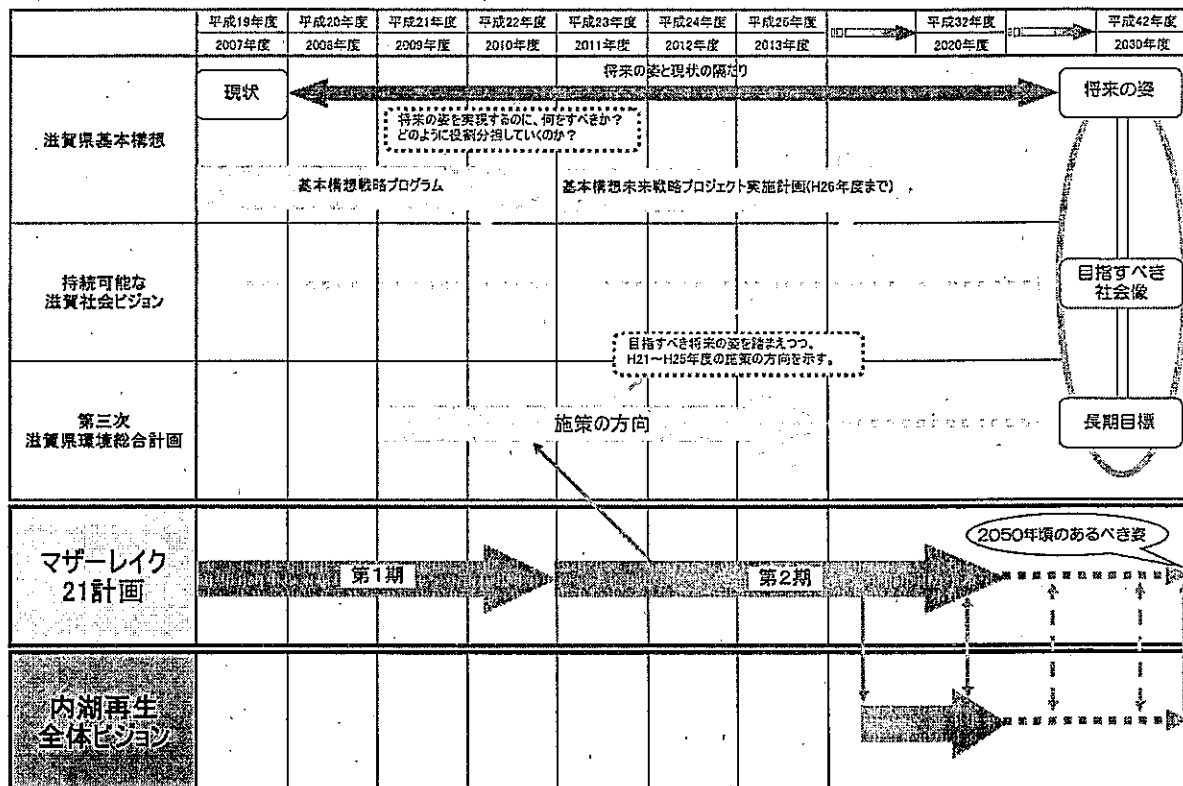 平成19年度 平成20年度 平成21年度 平成22年度 平成23年度 平成24年度 平成25年度 平成32年度 平成42年度
2007年度 2008年度 2009年度 2010年度 2011年度 2012年度 2013年度 2020年度 2030年度
滋賀県基本構想
現状
将来の姿と現状の隔たり
将来の姿
将来の姿を実現するのに、何をすべきか?
どのように役割分担していくのか?
基本構想戦略プログラム
基本構想未来戦略プロジェクト実施計画(H26年度まで)
持続可能な
滋賀社会ビジョン
目指すべき
社会像
目指すべき将来の姿を踏まえつつ、
H21～H25年度の施策の方向を示す。
第三次
滋賀県環境総合計画
施策の方向
長期目標
マザーレイク
21計画
第1期
第2期
2050年頃のあるべき姿
内湖再生
全体ビジョン